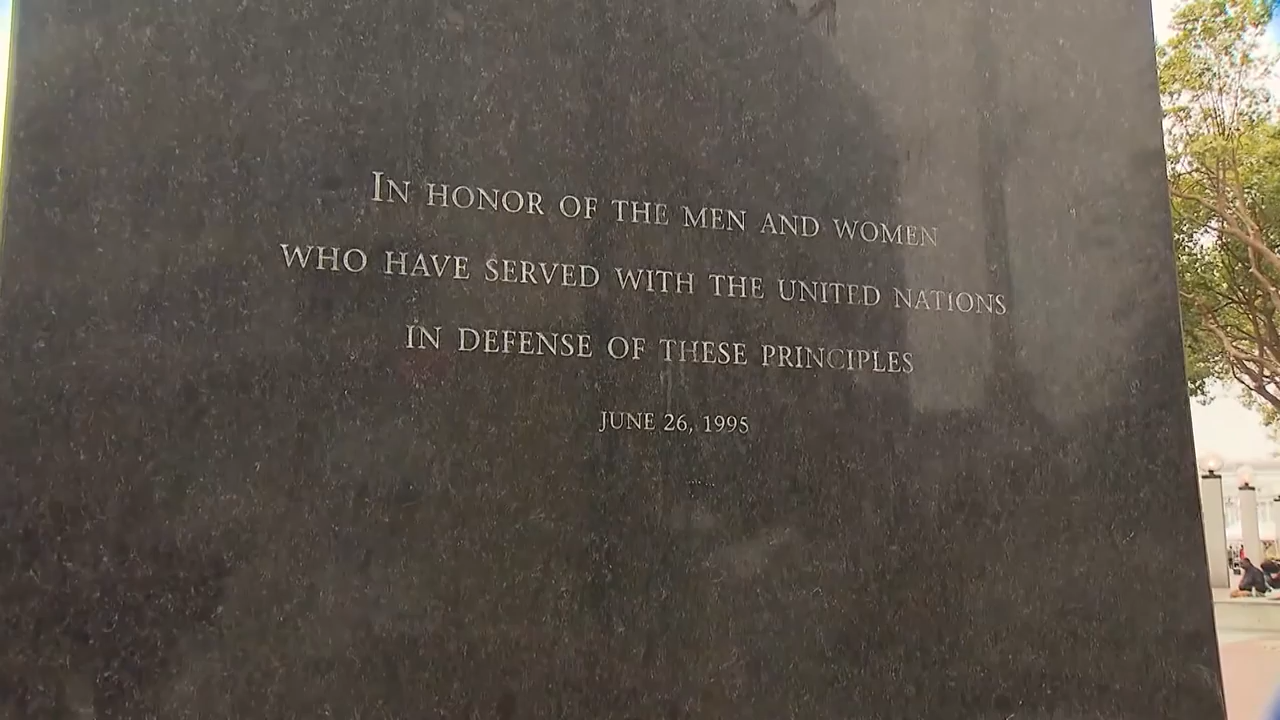 IN HONOR OF THE MEN AND WOMEN
WHO HAVE SERVED WITH THE UNITED NATIONS
IN DEFENSE OF THESE PRINCIPLES
JUNE 26, 1995